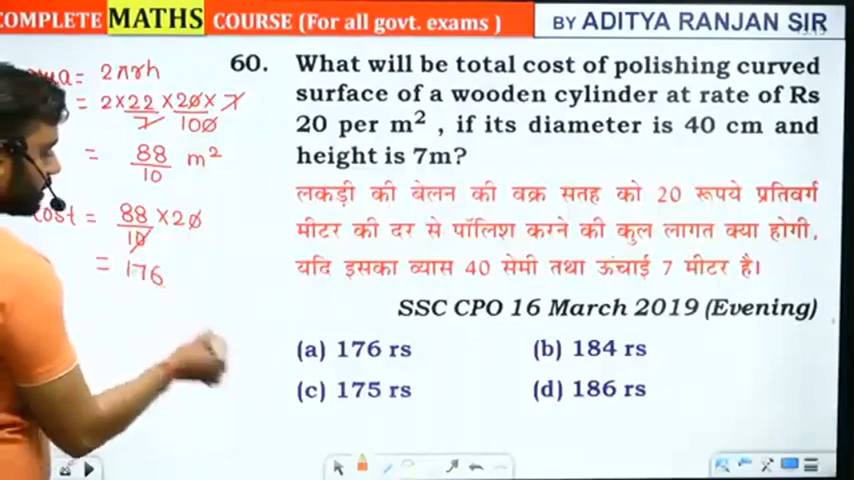 COMPLETE MATHS COURSE (For all govt. exams )
BY ADITYA RANJAN SIR
= 2πrh
= 2×22/7×20/100×7
= 88/10 m²
cost = 88/10 ×20
= 176
60. What will be total cost of polishing curved
surface of a wooden cylinder at rate of Rs
20 per m² , if its diameter is 40 cm and
height is 7m?
लकड़ी की बेलन की वक्र सतह को 20 रूपये प्रतिवर्ग
मीटर की दर से पॉलिश करने की कुल लागत क्या होगी,
यदि इसका व्यास 40 सेमी तथा ऊंचाई 7 मीटर है।
SSC CPO 16 March 2019 (Evening)
(a) 176 rs (b) 184 rs
(c) 175 rs (d) 186 rs